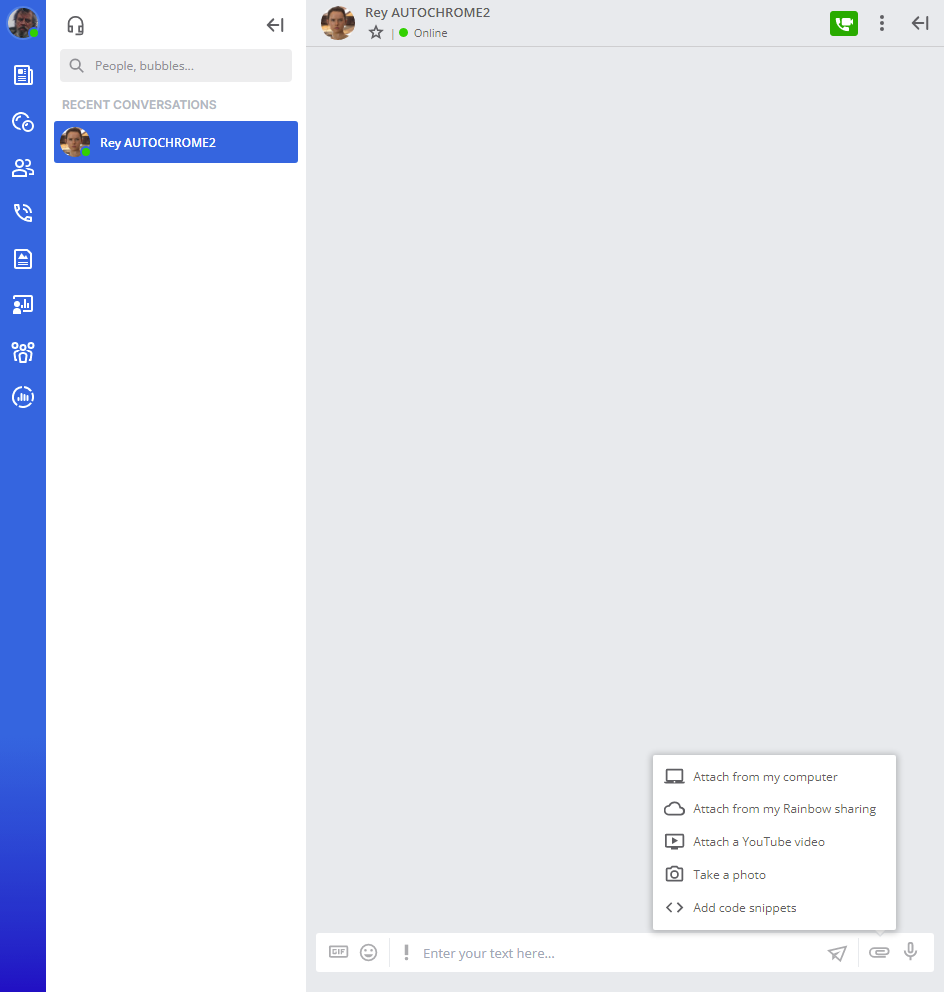 Rey AUTOCHROME2
| Online
People, bubbles...
RECENT CONVERSATIONS
Rey AUTOCHROME2
Attach from my computer
Attach from my Rainbow sharing
Attach a YouTube video
Take a photo
Add code snippets
GIF
! Enter your text here...